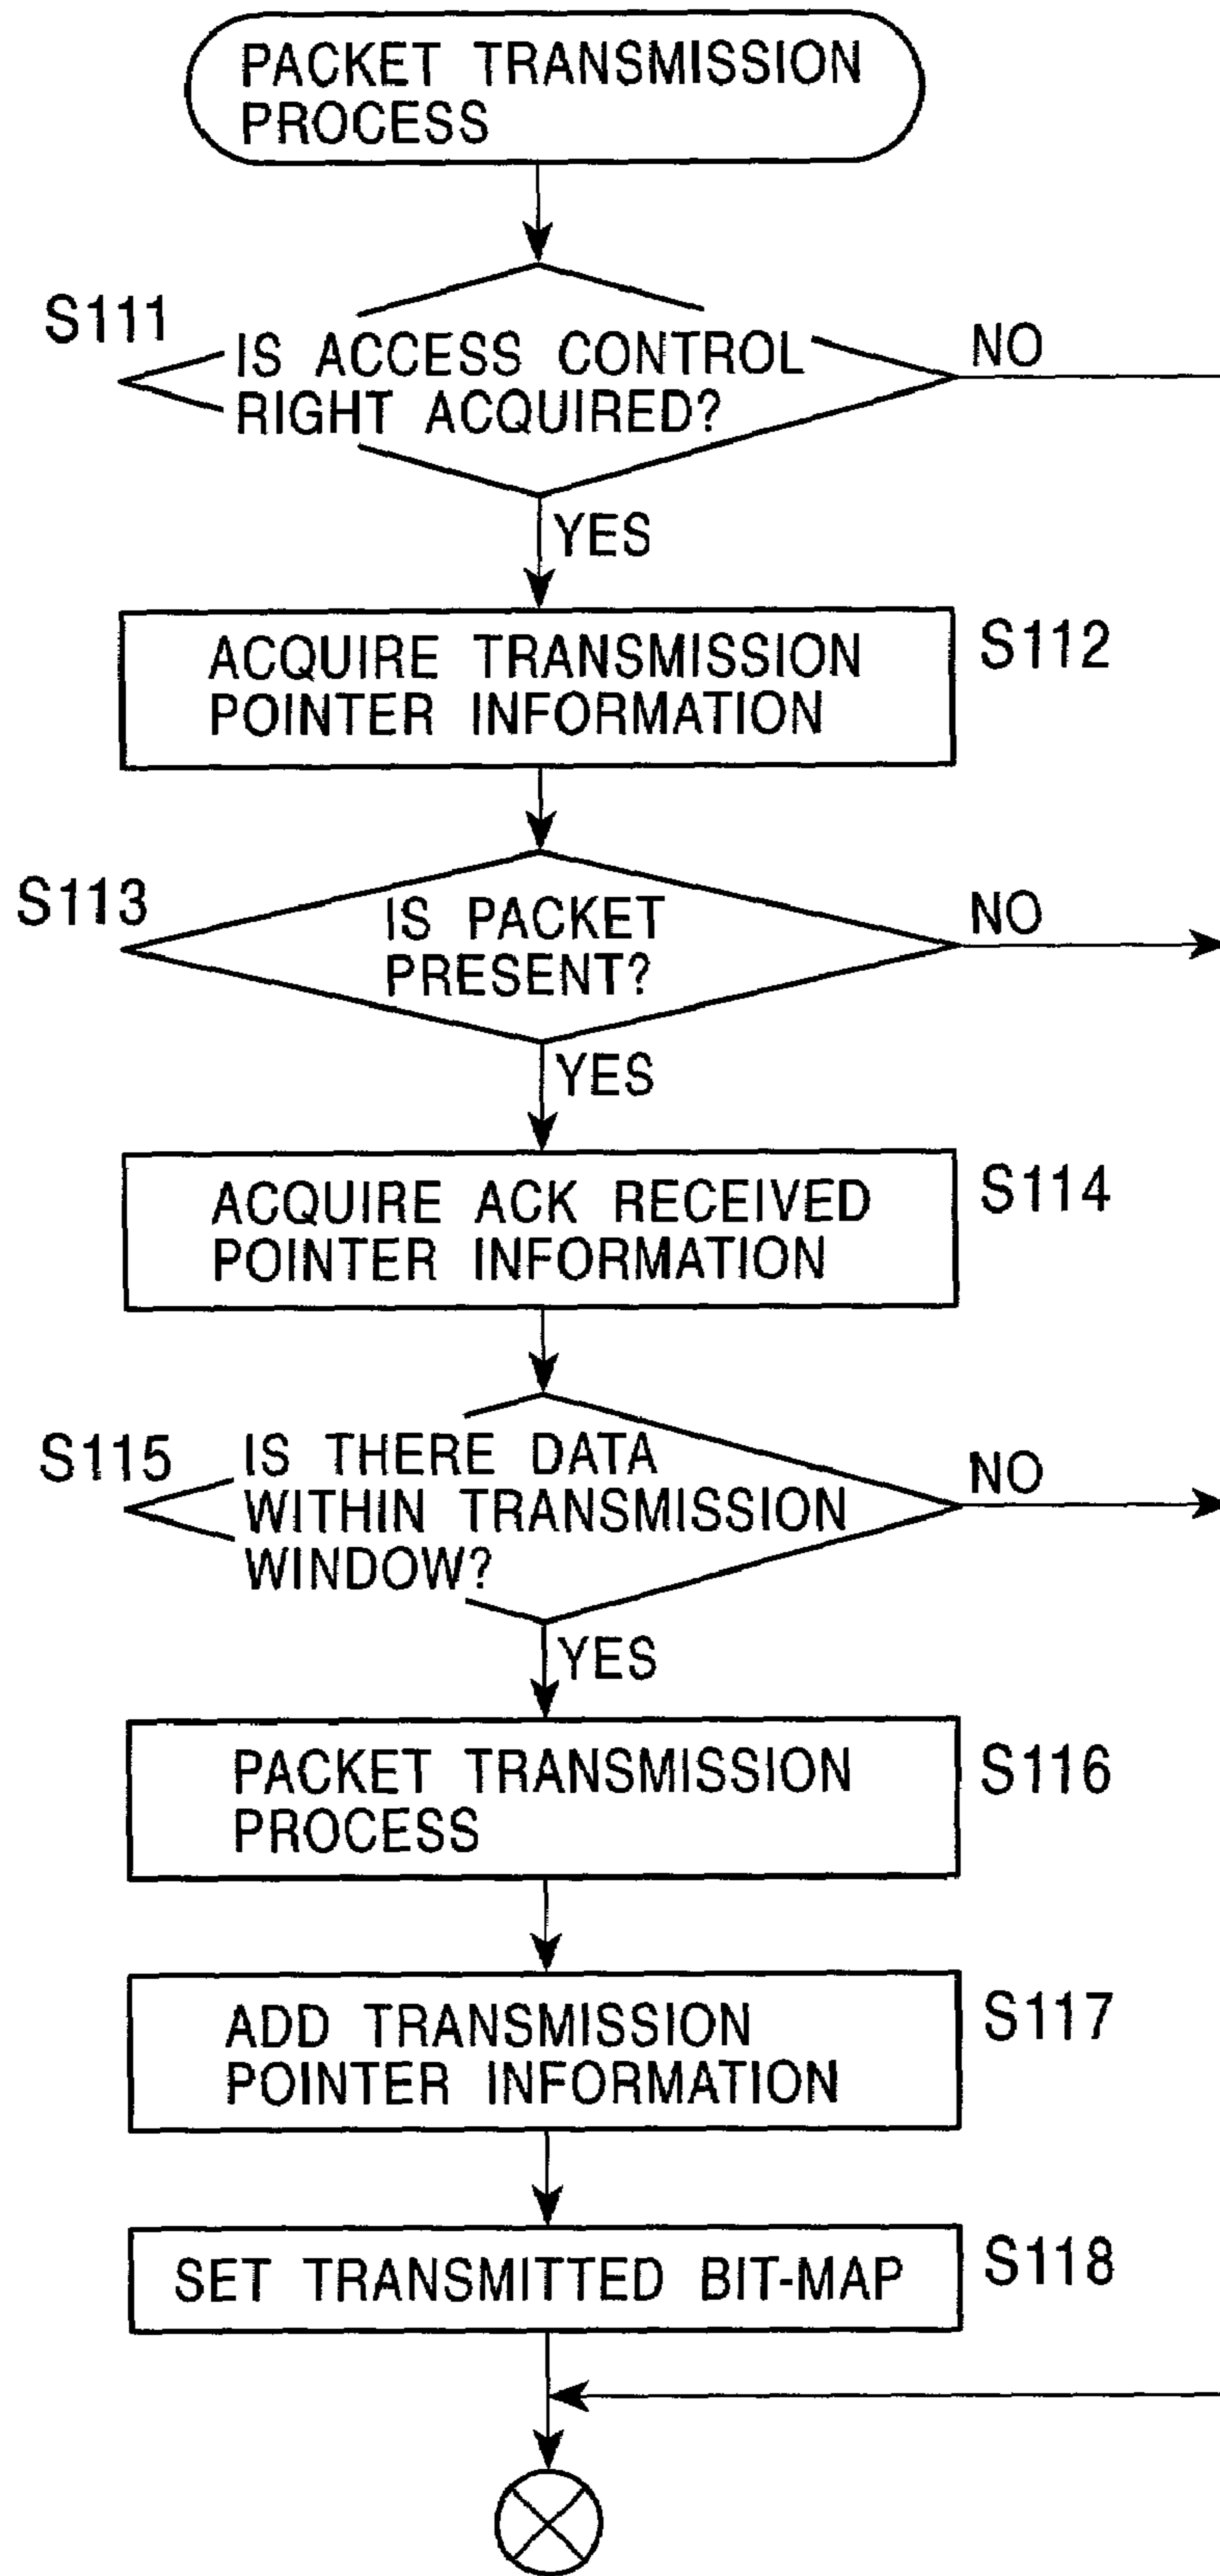 PACKET TRANSMISSION
PROCESS
S111
IS ACCESS CONTROL
RIGHT ACQUIRED?
NO
YES
ACQUIRE TRANSMISSION
POINTER INFORMATION
S112
S113
IS PACKET
PRESENT?
NO
YES
ACQUIRE ACK RECEIVED
POINTER INFORMATION
S114
S115
IS THERE DATA
WITHIN TRANSMISSION
WINDOW?
NO
YES
PACKET TRANSMISSION
PROCESS
S116
ADD TRANSMISSION
POINTER INFORMATION
S117
SET TRANSMITTED BIT-MAP
S118